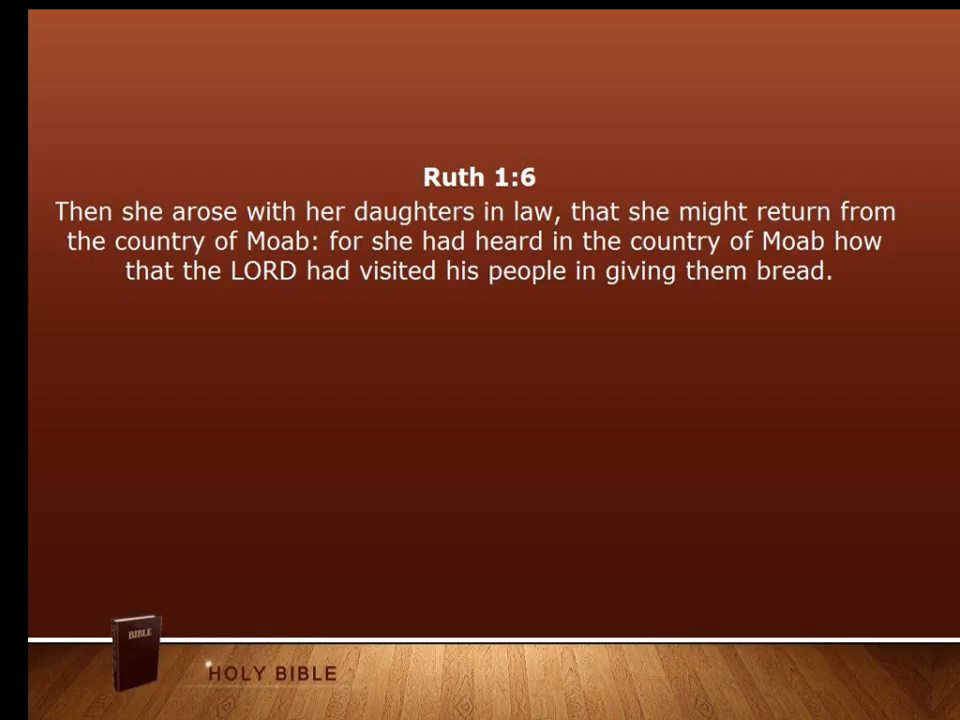 Ruth 1:6
Then she arose with her daughters in law, that she might return from
the country of Moab: for she had heard in the country of Moab how
that the LORD had visited his people in giving them bread.
BIBLE
HOLY BIBLE